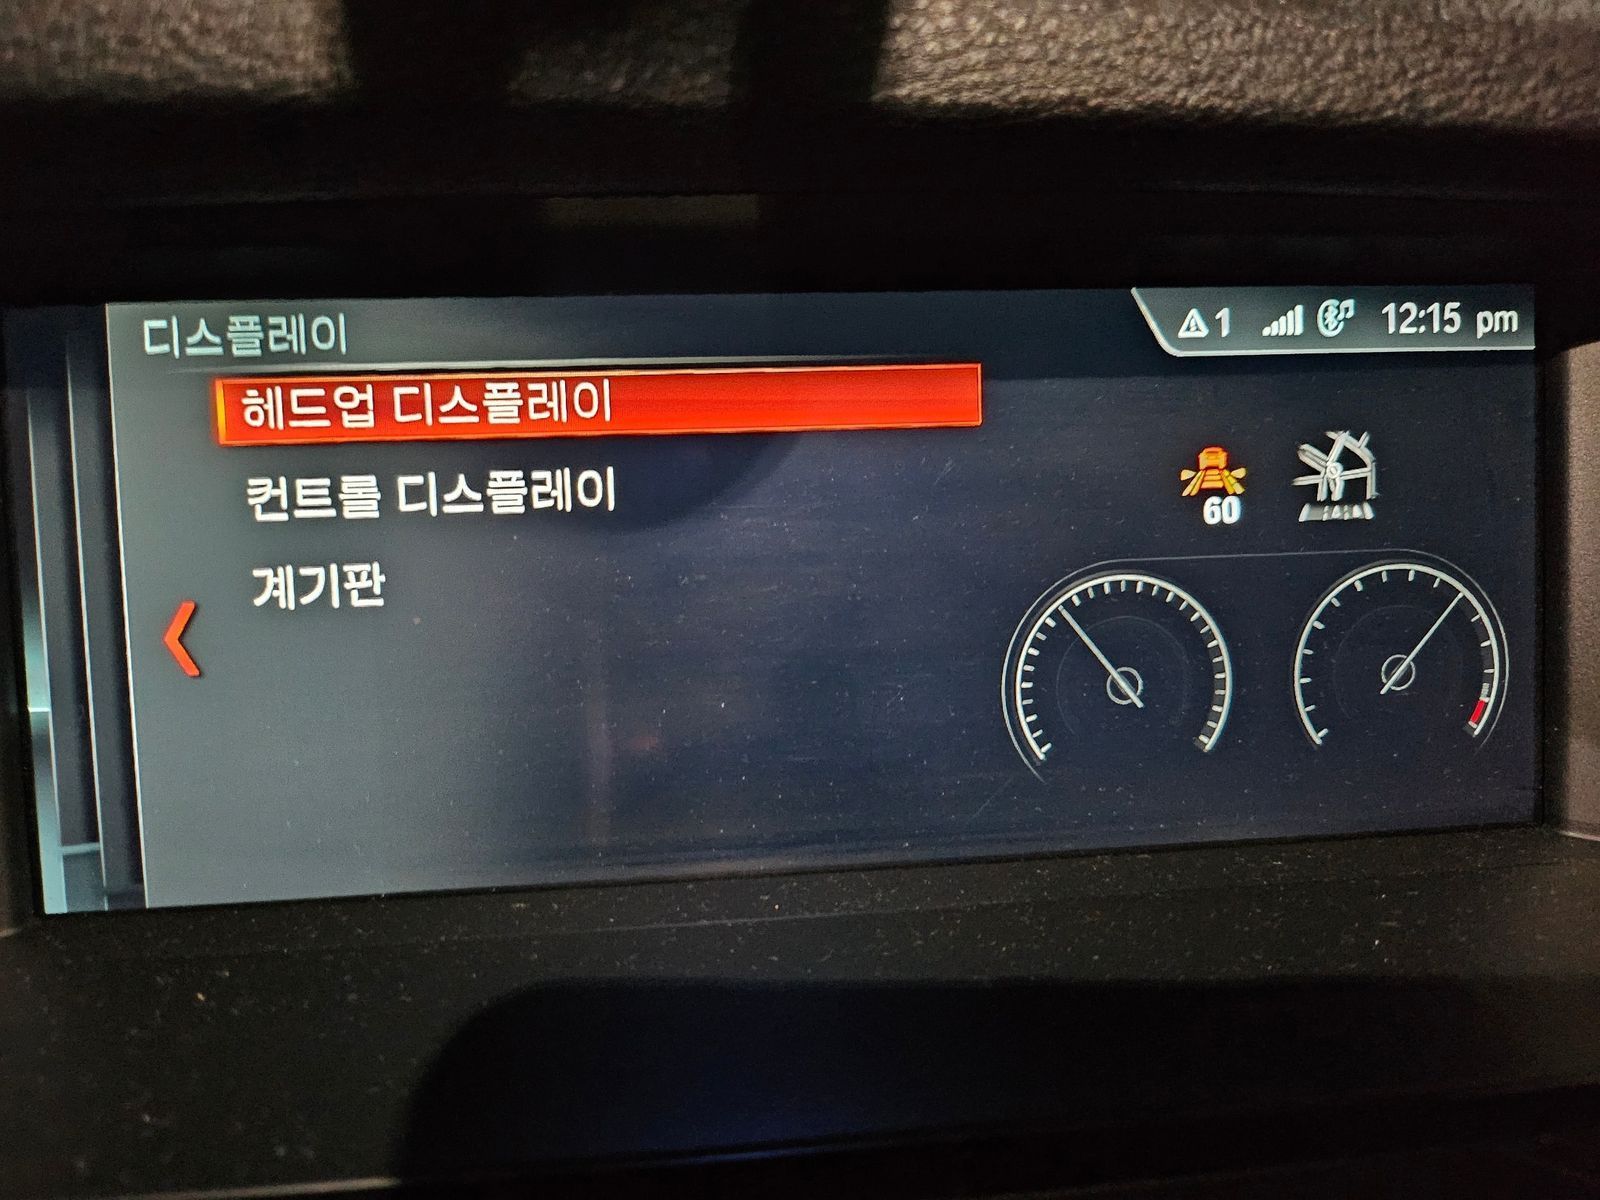 디스플레이
1 12:15 pm
헤드업 디스플레이
컨트롤 디스플레이
60
계기판